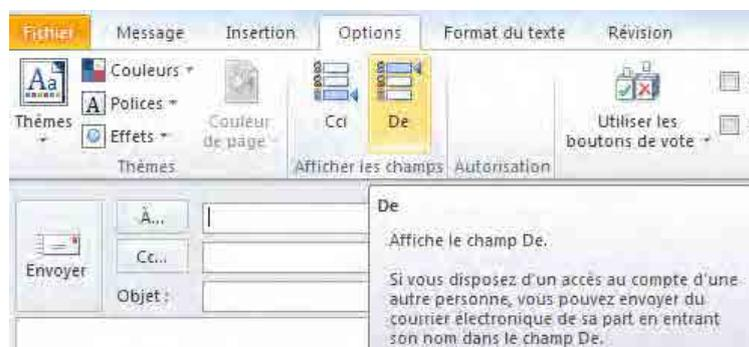 Fichier Message Insertion Options Format du texte Révision
Aa Couleurs
A Polices
Thèmes Effets
Couleur de page
Cci De
Utiliser les boutons de vote
Thèmes Afficher les champs Autorisation
À...
Cc...
Envoyer
Objet :
De
Affiche le champ De.
Si vous disposez d'un accès au compte d'une
autre personne, vous pouvez envoyer du
courrier électronique de sa part en entrant
son nom dans le champ De.